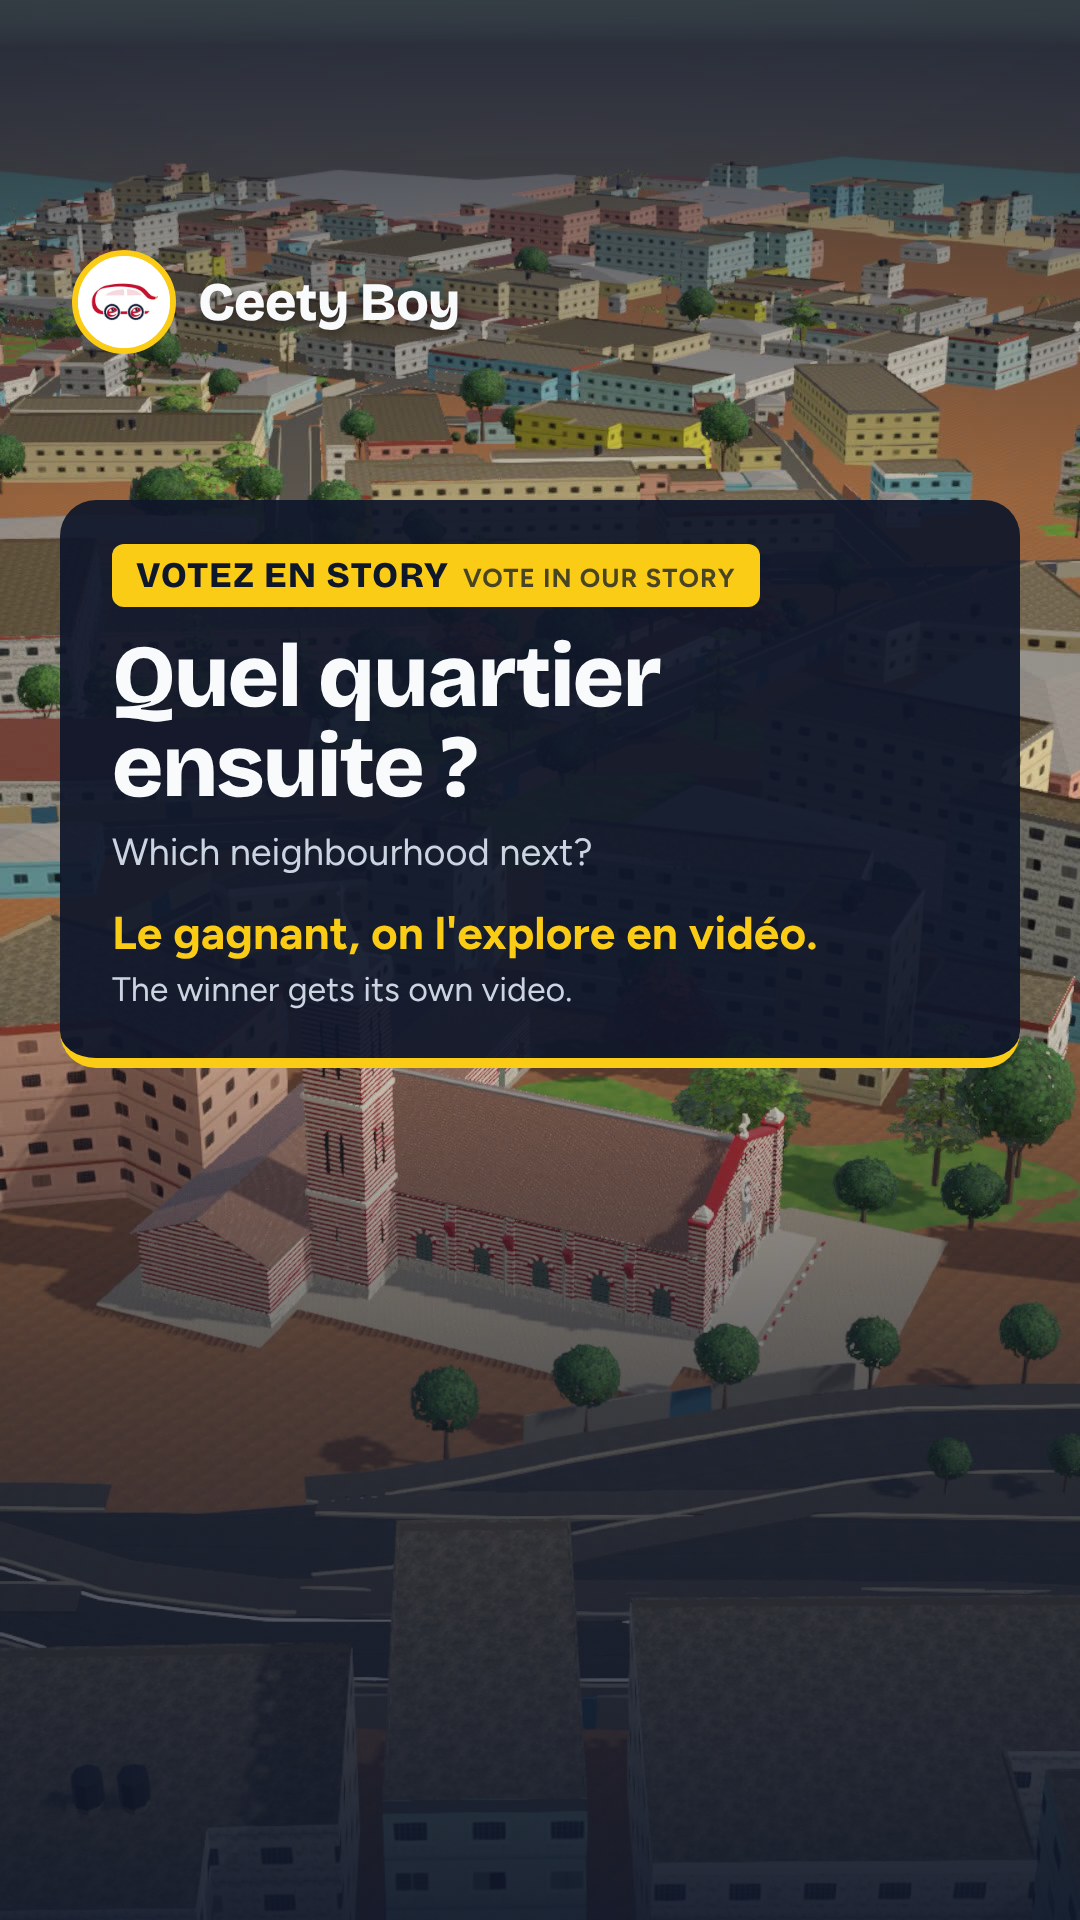 Ceety Boy
VOTEZ EN STORY VOTE IN OUR STORY
Quel quartier
ensuite ?
Which neighbourhood next?
Le gagnant, on l'explore en vidéo.
The winner gets its own video.